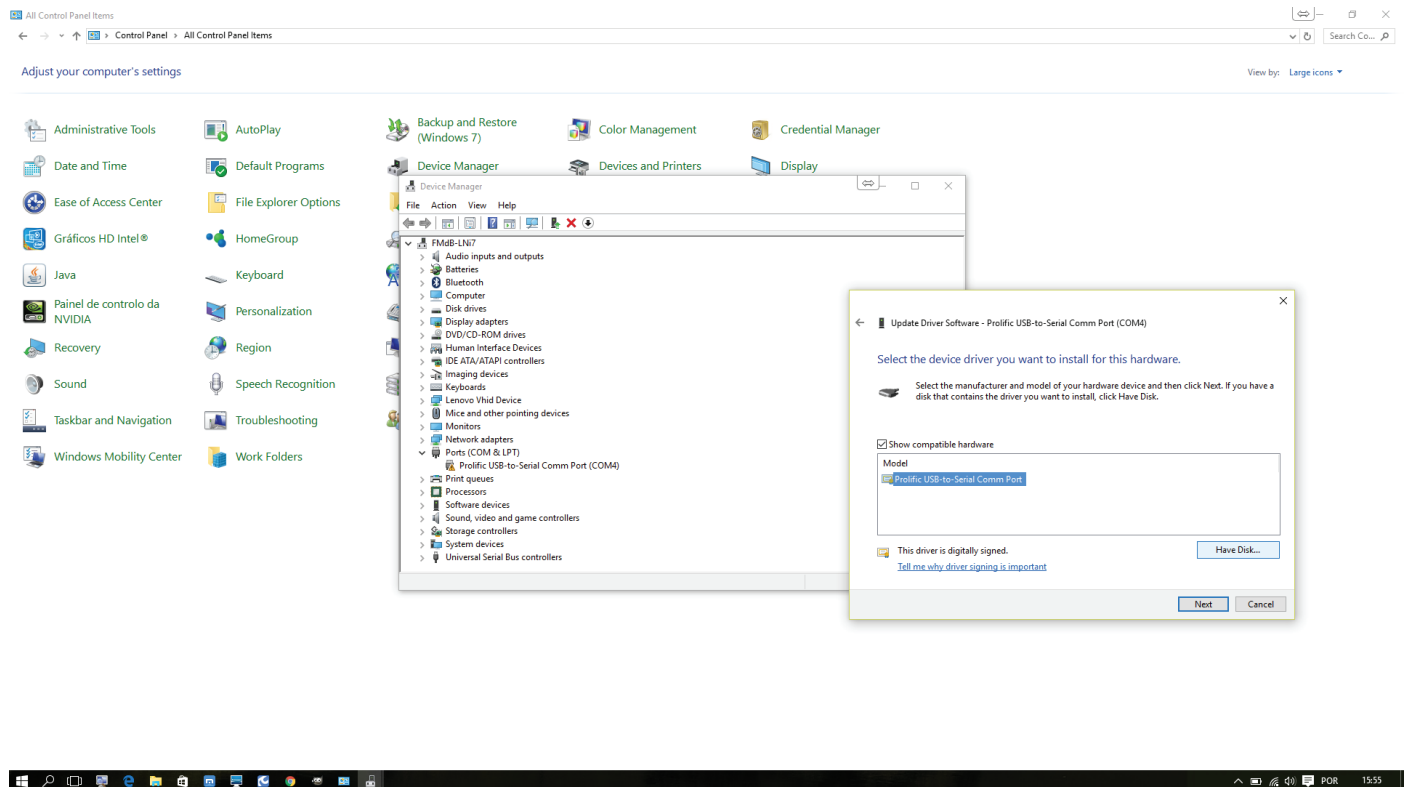 All Control Panel Items
Control Panel > All Control Panel Items
Search Co...
Adjust your computer's settings
View by: Large icons
Administrative Tools
AutoPlay
Backup and Restore
(Windows 7)
Color Management
Credential Manager
Date and Time
Default Programs
Device Manager
Devices and Printers
Display
Ease of Access Center
File Explorer Options
Gráficos HD Intel®
HomeGroup
Java
Keyboard
Painel de controlo da
NVIDIA
Personalization
Recovery
Region
Sound
Speech Recognition
Taskbar and Navigation
Troubleshooting
Windows Mobility Center
Work Folders
Device Manager
File Action View Help
FMdB-LNi7
Audio inputs and outputs
Batteries
Bluetooth
Computer
Disk drives
Display adapters
DVD/CD-ROM drives
Human Interface Devices
IDE ATA/ATAPI controllers
Imaging devices
Keyboards
Lenovo Vhid Device
Mice and other pointing devices
Monitors
Network adapters
Ports (COM & LPT)
Prolific USB-to-Serial Comm Port (COM4)
Print queues
Processors
Software devices
Sound, video and game controllers
Storage controllers
System devices
Universal Serial Bus controllers
Update Driver Software - Prolific USB-to-Serial Comm Port (COM4)
Select the device driver you want to install for this hardware.
Select the manufacturer and model of your hardware device and then click Next. If you have a
disk that contains the driver you want to install, click Have Disk.
Show compatible hardware
Model
Prolific USB-to-Serial Comm Port
This driver is digitally signed.
Have Disk...
Tell me why driver signing is important
Next
Cancel
POR
15:55